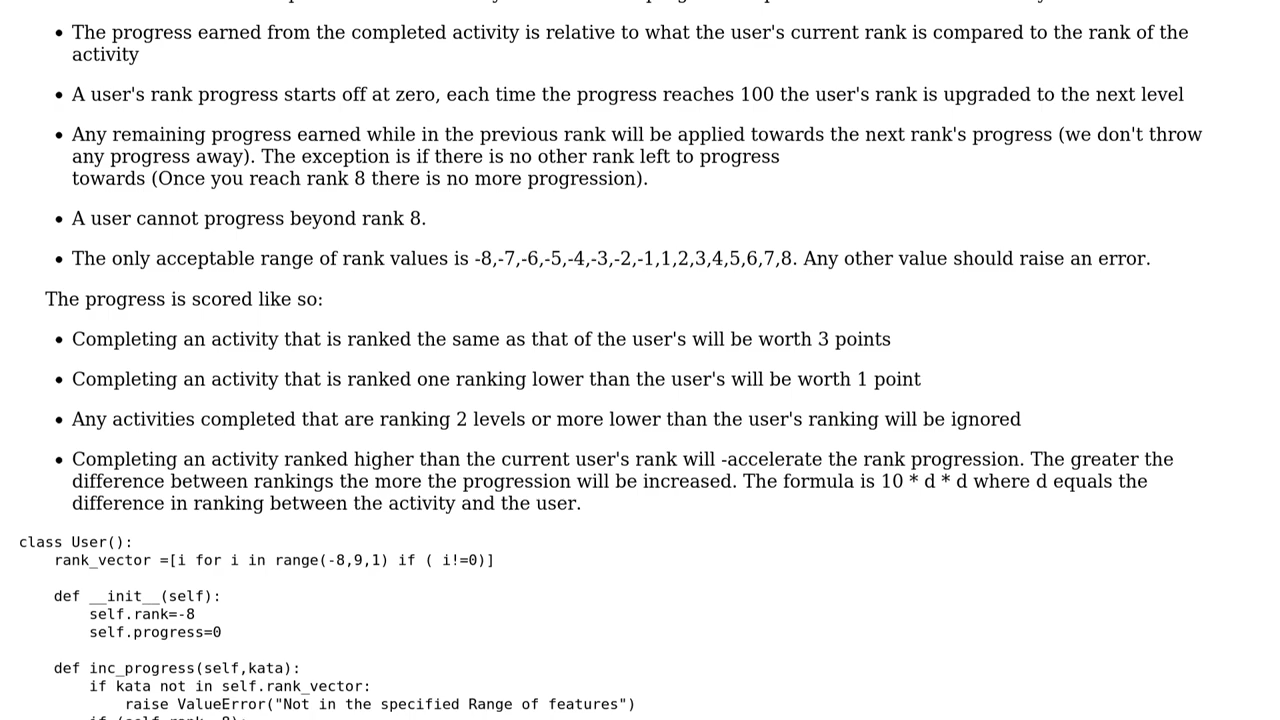 • The progress earned from the completed activity is relative to what the user's current rank is compared to the rank of the
activity
• A user's rank progress starts off at zero, each time the progress reaches 100 the user's rank is upgraded to the next level
• Any remaining progress earned while in the previous rank will be applied towards the next rank's progress (we don't throw
any progress away). The exception is if there is no other rank left to progress
towards (Once you reach rank 8 there is no more progression).
• A user cannot progress beyond rank 8.
• The only acceptable range of rank values is -8,-7,-6,-5,-4,-3,-2,-1,1,2,3,4,5,6,7,8. Any other value should raise an error.
The progress is scored like so:
• Completing an activity that is ranked the same as that of the user's will be worth 3 points
• Completing an activity that is ranked one ranking lower than the user's will be worth 1 point
• Any activities completed that are ranking 2 levels or more lower than the user's ranking will be ignored
• Completing an activity ranked higher than the current user's rank will -accelerate the rank progression. The greater the
difference between rankings the more the progression will be increased. The formula is 10 * d * d where d equals the
difference in ranking between the activity and the user.
class User():
    rank_vector =[i for i in range(-8,9,1) if ( i!=0)]
    def __init__(self):
        self.rank=-8
        self.progress=0
    def inc_progress(self,kata):
        if kata not in self.rank_vector:
            raise ValueError("Not in the specified Range of features")